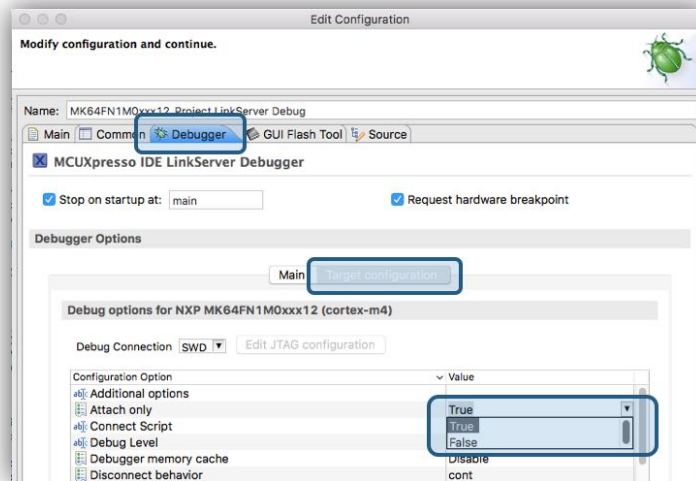 Edit Configuration
Modify configuration and continue.
Name: MK64FN1M0xxx12_Project LinkServer Debug
Main Common Debugger GUI Flash Tool Source
MCUXpresso IDE LinkServer Debugger
Stop on startup at: main Request hardware breakpoint
Debugger Options
Main Target configuration
Debug options for NXP MK64FN1M0xxx12 (cortex-m4)
Debug Connection SWD Edit JTAG configuration
Configuration Option Value
Additional options
Attach only True
Connect Script True
Debug Level False
Debugger memory cache Disable
Disconnect behavior cont